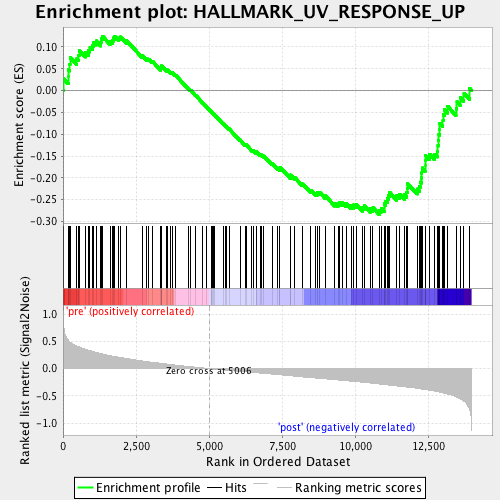 Enrichment plot: HALLMARK_UV_RESPONSE_UP
Enrichment score (ES)
0.10
0.05
0.00
-0.05
-0.10
-0.15
-0.20
-0.25
-0.30
'pre' (positively correlated)
Ranked list metric (Signal2Noise)
1.0
0.5
0.0
-0.5
-1.0
Zero cross at 5006
'post' (negatively correlated)
0
2,500
5,000
7,500
10,000
12,500
Rank in Ordered Dataset
Enrichment profile
Hits
Ranking metric scores